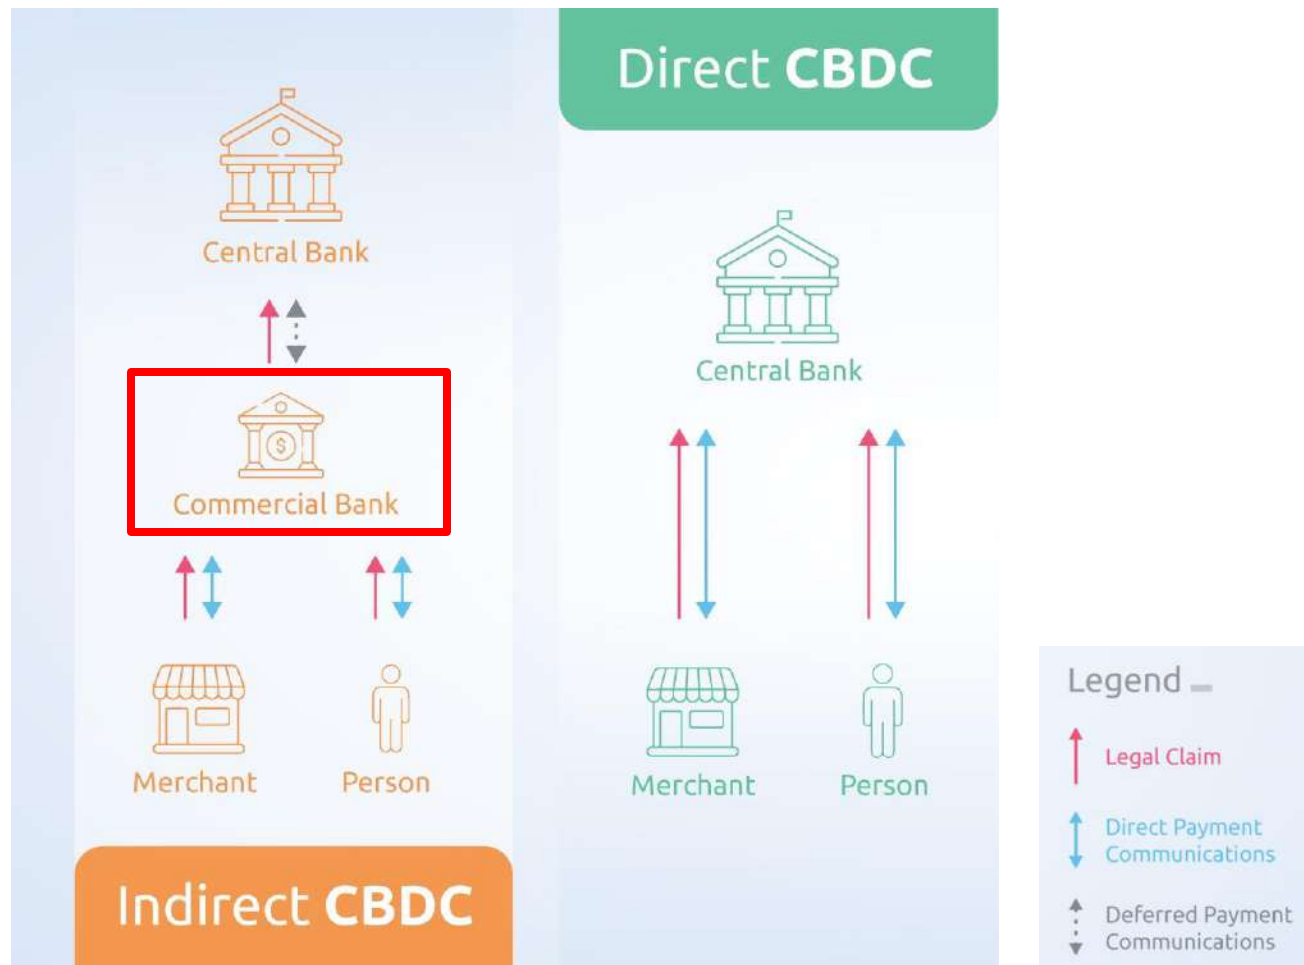 Direct CBDC
Central Bank
$
Commercial Bank
Merchant
Person
Indirect CBDC
Central Bank
Merchant
Person
Legend
Legal Claim
Direct Payment
Communications
Deferred Payment
Communications